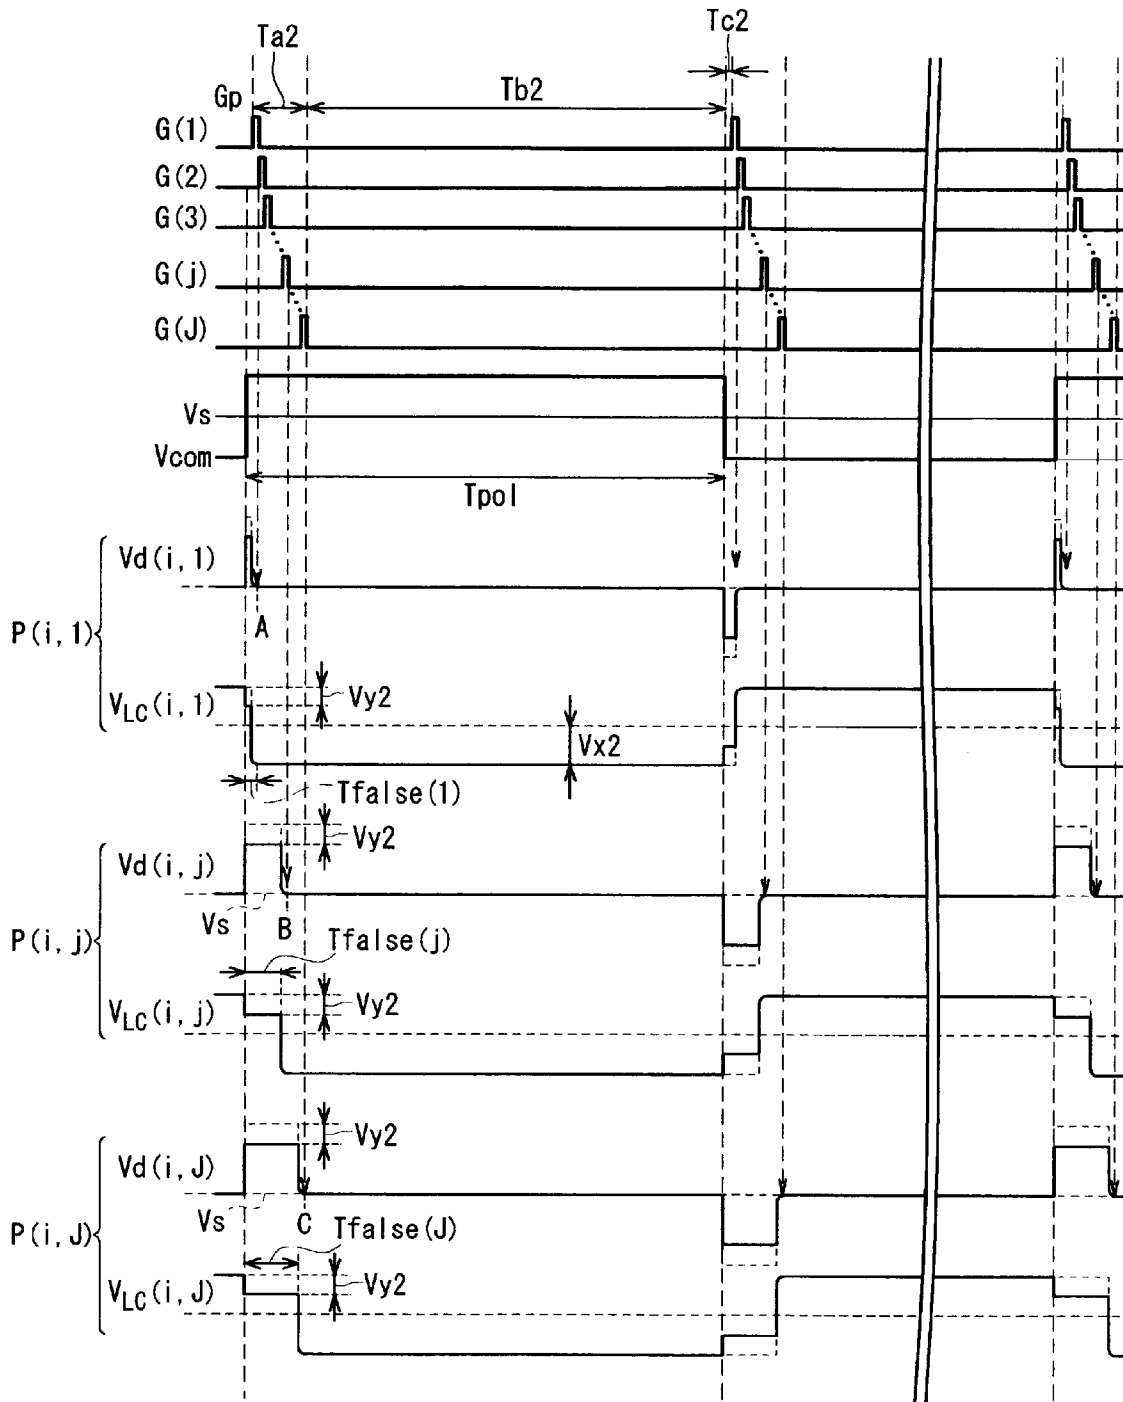 Tc2
Ta2
Gp
Tb2
G(1)
G(2)
G(3)
G(j)
G(J)
Vs
Vcom
Tpol
Vd(i,1)
P(i,1)
A
VLC(i,1)
Vy2
Vx2
Tfalse(1)
Vy2
Vd(i,j)
Vs
B
P(i,j)
Tfalse(j)
VLC(i,j)
Vy2
Vy2
Vd(i,J)
Vs
C
P(i,J)
Tfalse(J)
VLC(i,J)
Vy2